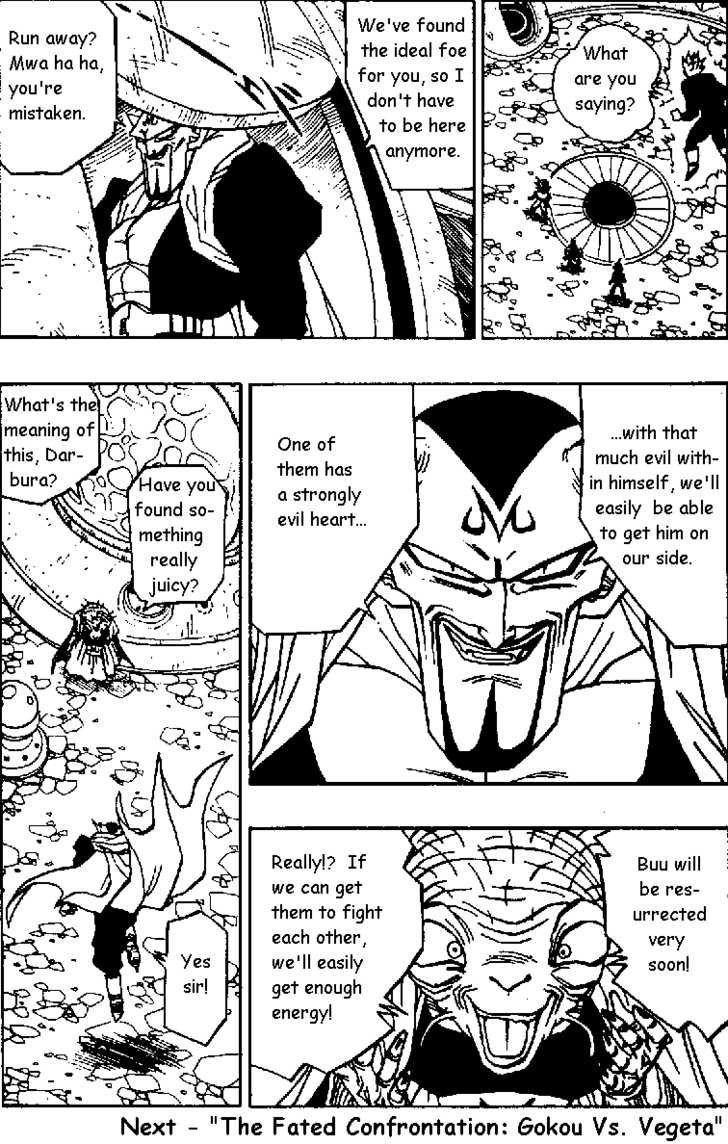 Run away?
Mwa ha ha,
you're
mistaken.
We've found
the ideal foe
for you, so I
don't have
to be here
anymore.
What
are you
saying?
What's the
meaning of
this, Dar-
bura?
Have you
found so-
mething
really
juicy?
Yes
sir!
One of
them has
a strongly
evil heart...
...with that
much evil with-
in himself, we'll
easily be able
to get him on
our side.
Really!? If
we can get
them to fight
each other,
we'll easily
get enough
energy!
Buu will
be res-
urrected
very
soon!
Next - "The Fated Confrontation: Gokou Vs. Vegeta"